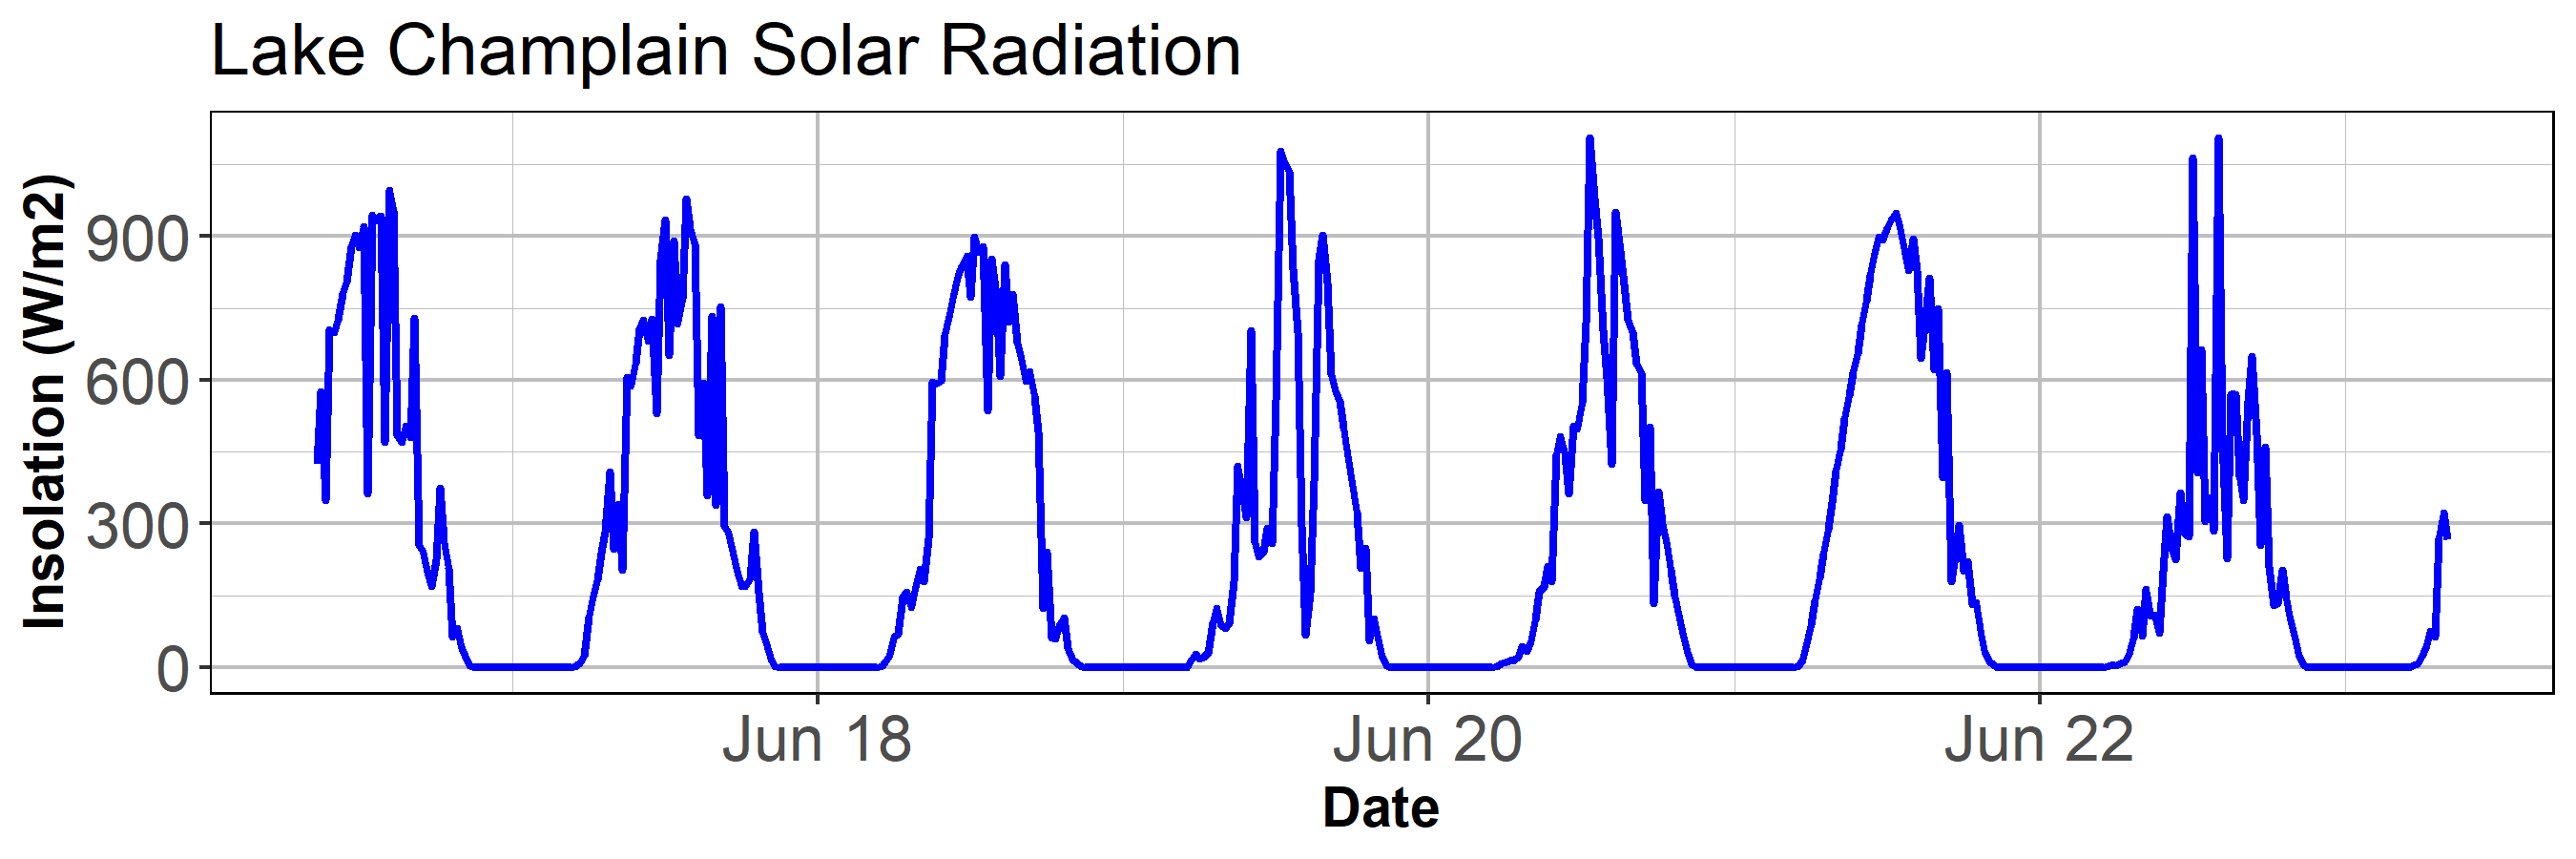 Lake Champlain Solar Radiation
Insolation (W/m2)
900
600
300
0
Jun 18
Jun 20
Jun 22
Date